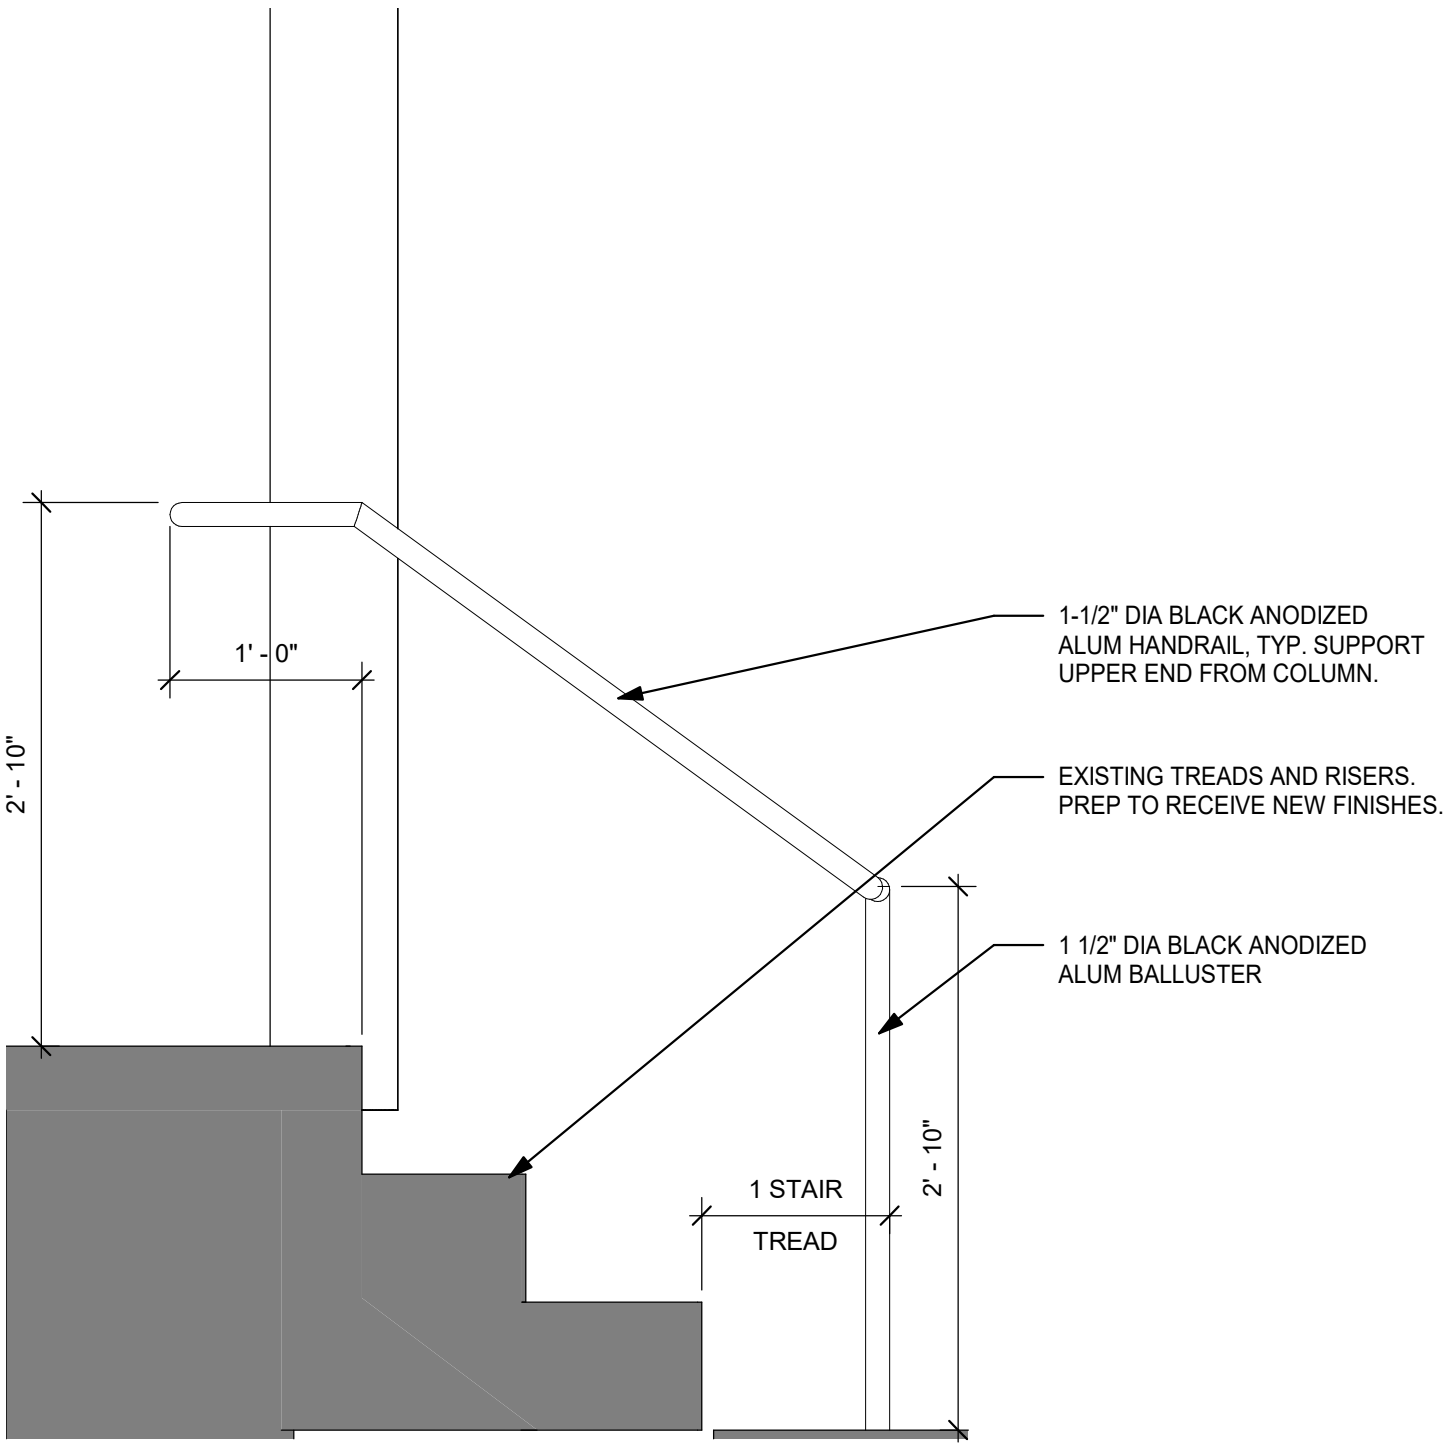 1' - 0"
2' - 10"
1-1/2" DIA BLACK ANODIZED
ALUM HANDRAIL, TYP. SUPPORT
UPPER END FROM COLUMN.
EXISTING TREADS AND RISERS.
PREP TO RECEIVE NEW FINISHES.
1 1/2" DIA BLACK ANODIZED
ALUM BALLUSTER
2' - 10"
1 STAIR
TREAD